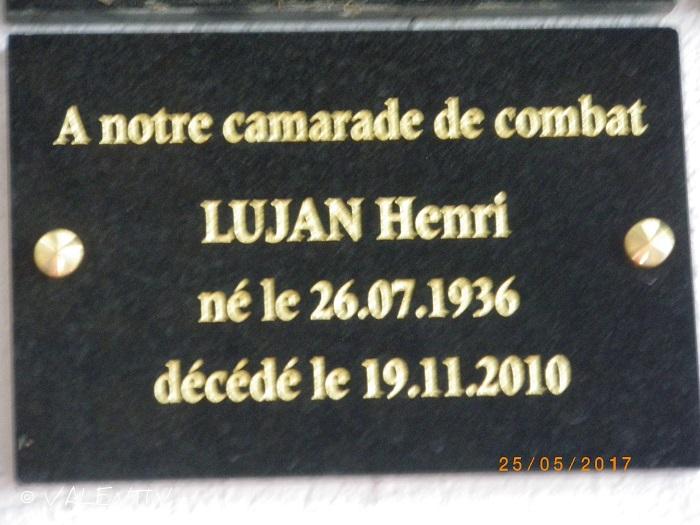 A notre camarade de combat
LUJAN Henri
né le 26.07.1936
décédé le 19.11.2010
25/05/2017
© VALENTIN